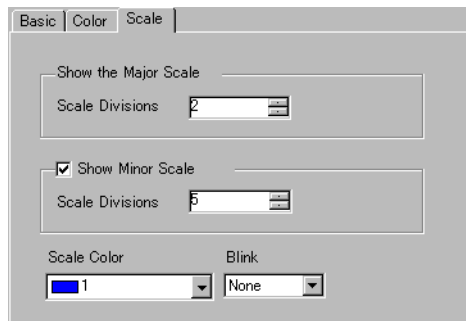 Basic Color Scale
Show the Major Scale
Scale Divisions 2
Show Minor Scale
Scale Divisions 5
Scale Color Blink
1 None